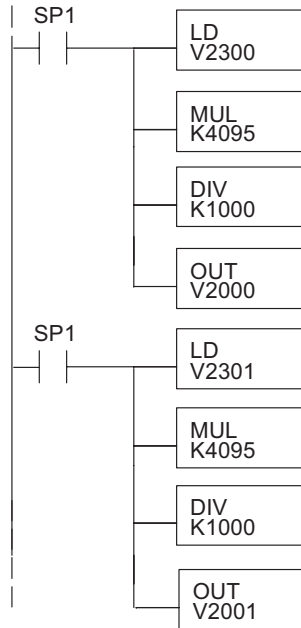 SP1
LD
V2300
MUL
K4095
DIV
K1000
OUT
V2000
SP1
LD
V2301
MUL
K4095
DIV
K1000
OUT
V2001